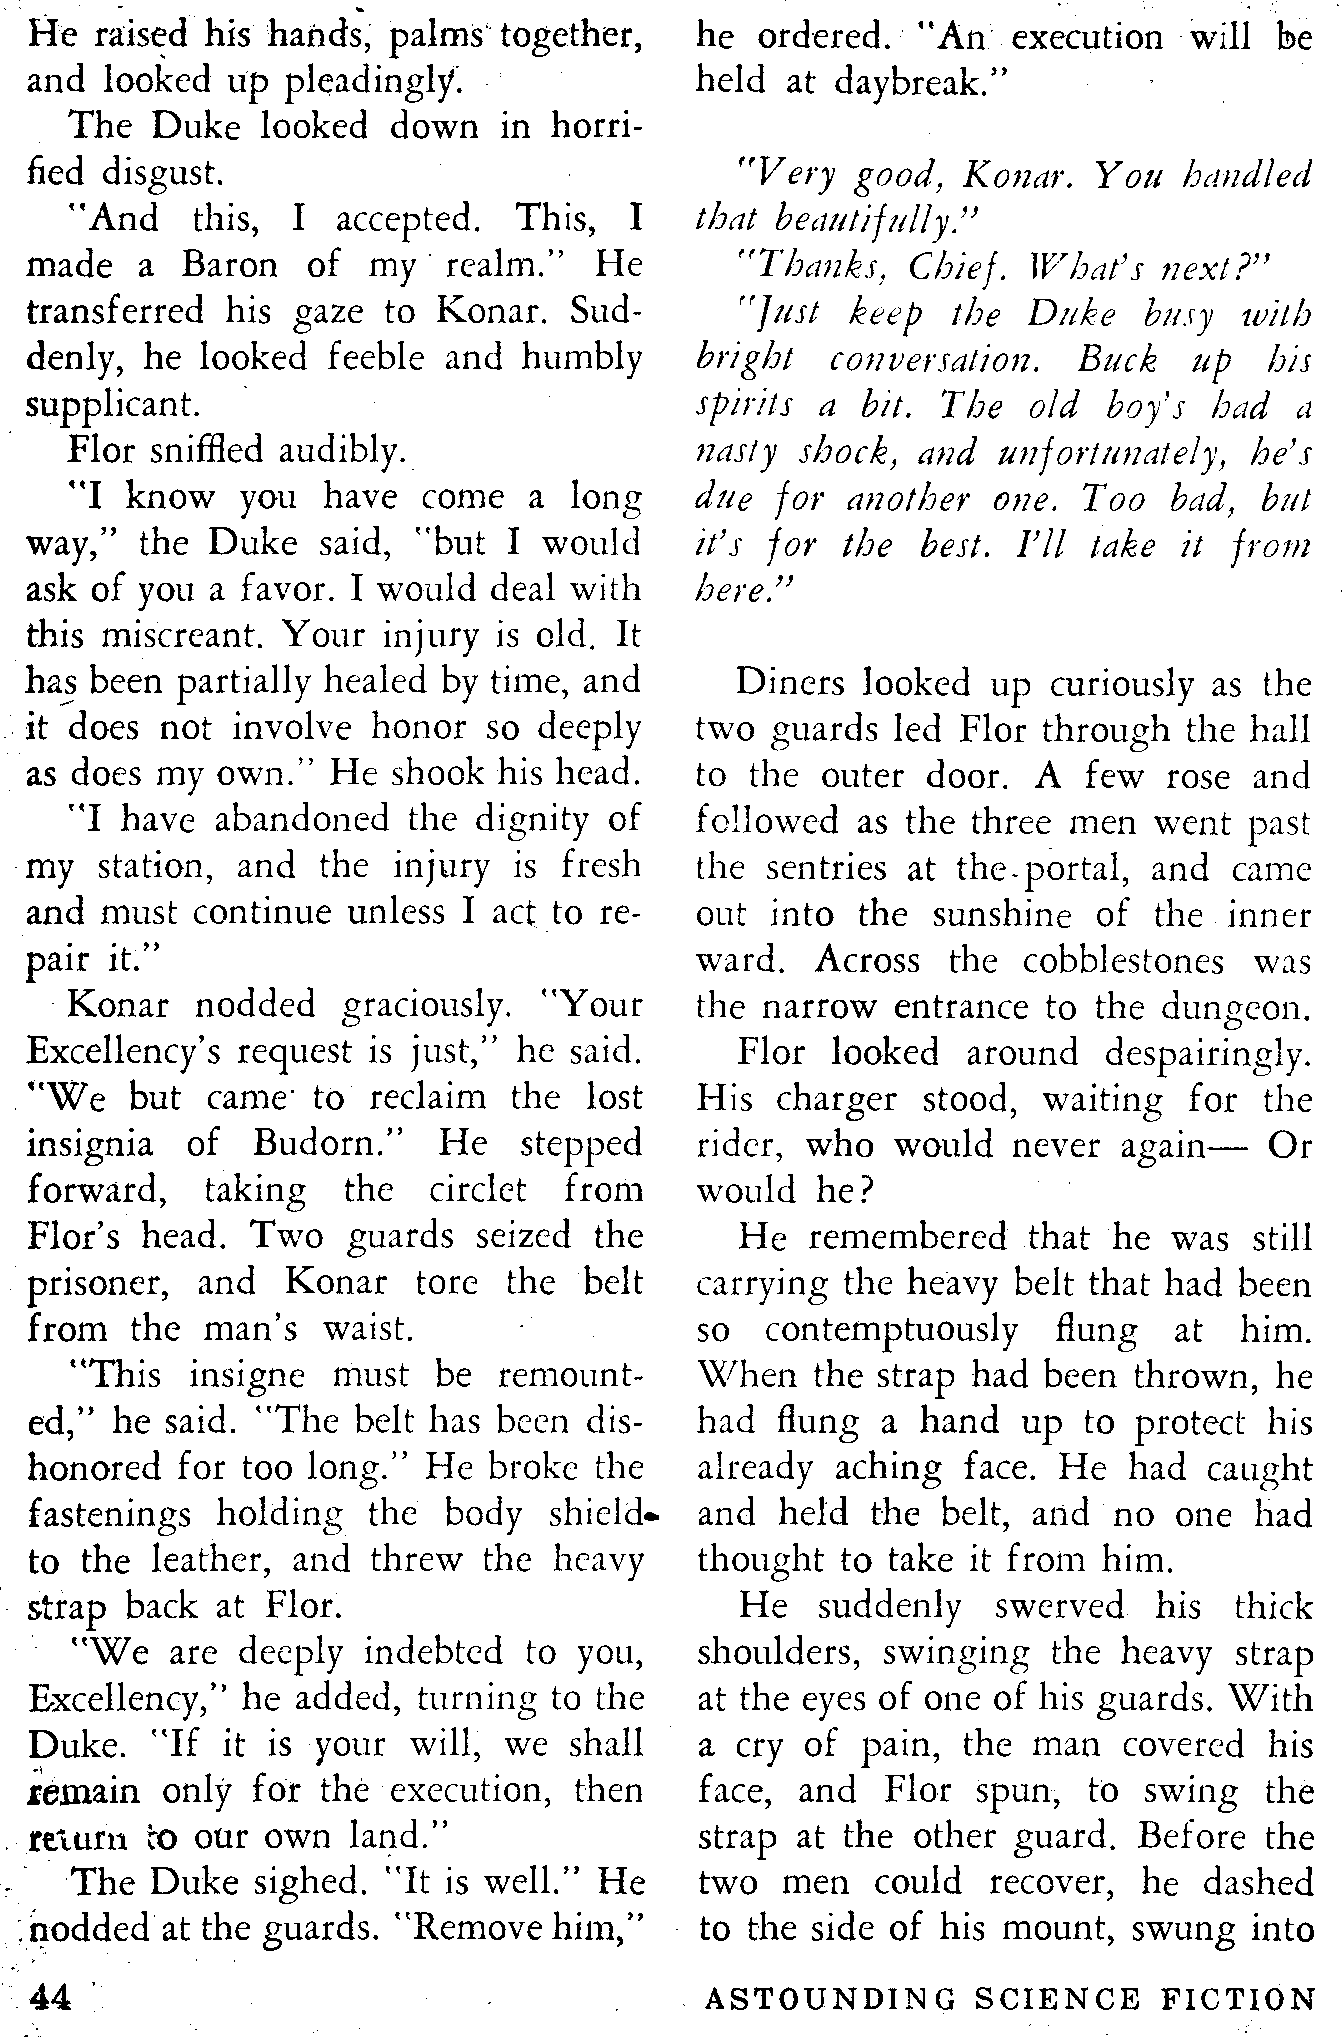 He raised his hands, palms together,
and looked up pleadingly.
The Duke looked down in horri-
fied disgust.
"And this, I accepted. This, I
made a Baron of my realm." He
transferred his gaze to Konar. Sud-
denly, he looked feeble and humbly
supplicant.
Flor sniffled audibly.
"I know you have come a long
way," the Duke said, "but I would
ask of you a favor. I would deal with
this miscreant. Your injury is old. It
has been partially healed by time, and
it does not involve honor so deeply
as does my own." He shook his head.
"I have abandoned the dignity of
my station, and the injury is fresh
and must continue unless I act to re-
pair it."
Konar nodded graciously. "Your
Excellency's request is just," he said.
"We but came to reclaim the lost
insignia of Budorn." He stepped
forward, taking the circlet from
Flor's head. Two guards seized the
prisoner, and Konar tore the belt
from the man's waist.
"This insigne must be remount-
ed," he said. "The belt has been dis-
honored for too long." He broke the
fastenings holding the body shield
to the leather, and threw the heavy
strap back at Flor.
"We are deeply indebted to you,
Excellency," he added, turning to the
Duke. "If it is your will, we shall
remain only for the execution, then
return to our own land."
The Duke sighed. "It is well." He
nodded at the guards. "Remove him,"
he ordered. "An execution will be
held at daybreak."
"Very good, Konar. You handled
that beautifully."
"Thanks, Chief. What's next?"
"Just keep the Duke busy with
bright conversation. Buck up his
spirits a bit. The old boy's had a
nasty shock, and unfortunately, he's
due for another one. Too bad, but
it's for the best. I'll take it from
here."
Diners looked up curiously as the
two guards led Flor through the hall
to the outer door. A few rose and
followed as the three men went past
the sentries at the portal, and came
out into the sunshine of the inner
ward. Across the cobblestones was
the narrow entrance to the dungeon.
Flor looked around despairingly.
His charger stood, waiting for the
rider, who would never again— Or
would he?
He remembered that he was still
carrying the heavy belt that had been
so contemptuously flung at him.
When the strap had been thrown, he
had flung a hand up to protect his
already aching face. He had caught
and held the belt, and no one had
thought to take it from him.
He suddenly swerved his thick
shoulders, swinging the heavy strap
at the eyes of one of his guards. With
a cry of pain, the man covered his
face, and Flor spun, to swing the
strap at the other guard. Before the
two men could recover, he dashed
to the side of his mount, swung into
44
ASTOUNDING SCIENCE FICTION